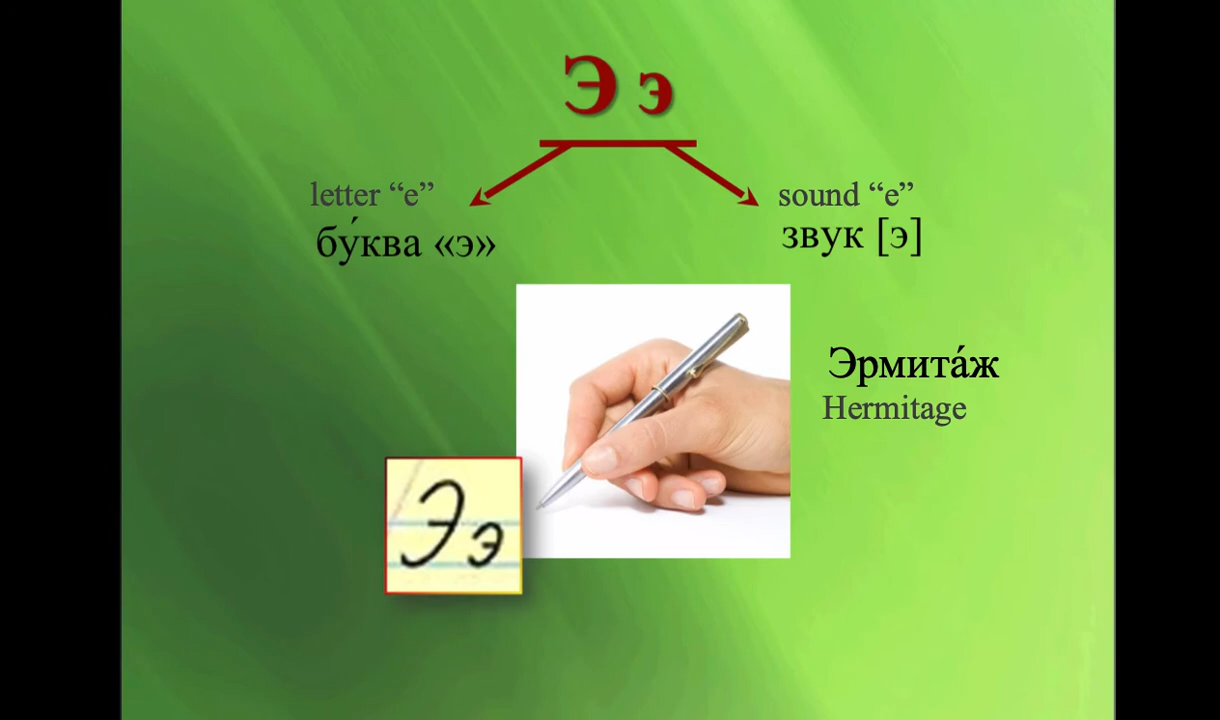 Э э
letter “e”
бу́ква «э»
sound “e”
звук [э]
Эрмита́ж
Hermitage
Ээ